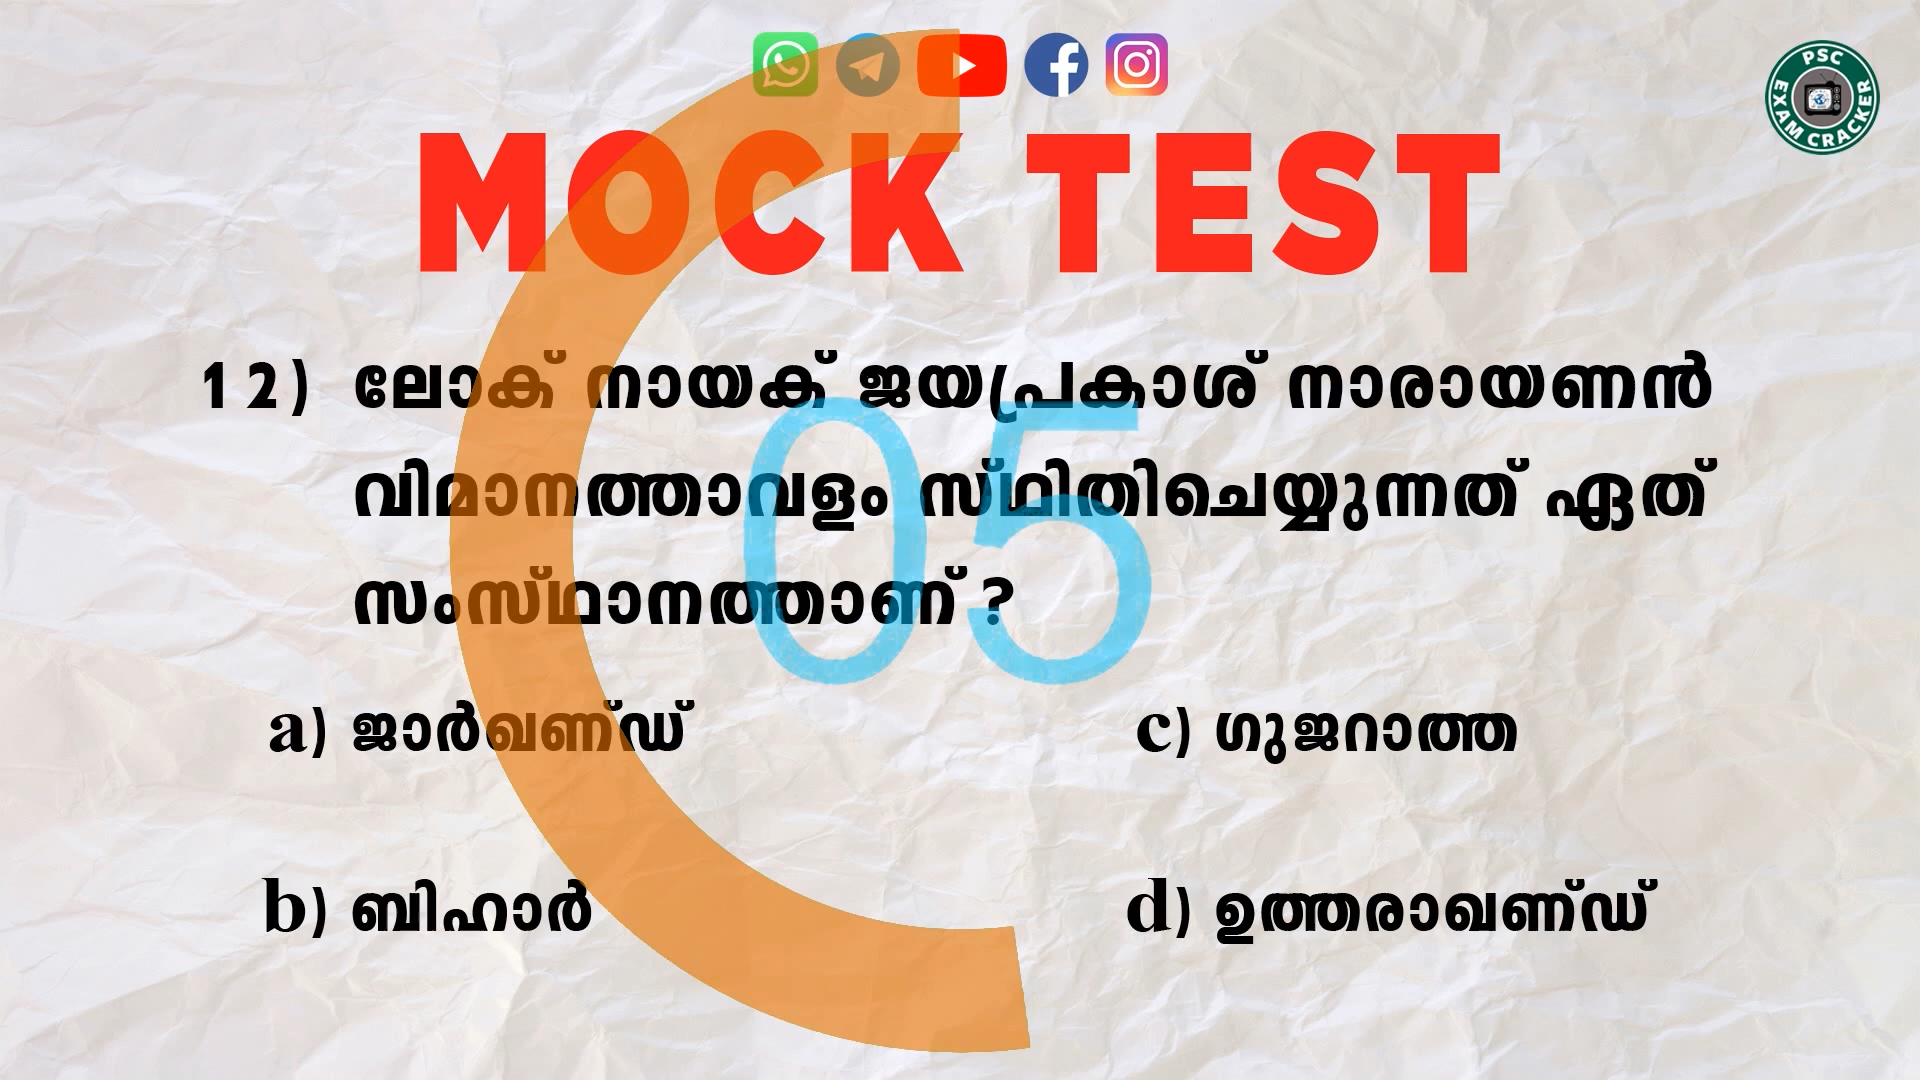 PSC
EXAM CRACKER
MOCK TEST
12) ലോക് നായക് ജയപ്രകാശ് നാരായണൻ
വിമാനത്താവളം സ്ഥിതിചെയ്യുന്നത് ഏത്
സംസ്ഥാനത്താണ് ?
05
a) ജാർഖണ്ഡ്
c) ഗുജറാത്ത
b) ബിഹാർ
d) ഉത്തരാഖണ്ഡ്